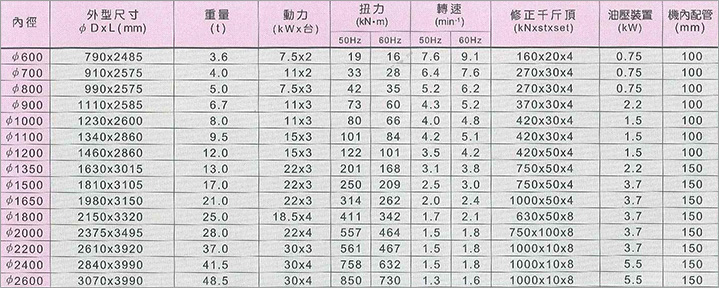 內徑 外型尺寸 φDxL(mm) 重量 (t) 動力 (kWx台) 扭力 (kN·m) 50Hz 60Hz 轉速 (min⁻¹) 50Hz 60Hz 修正千斤頂 (kNxstxset) 油壓裝置 (kW) 機內配管 (mm)
φ600 790x2485 3.6 7.5x2 19 16 7.6 9.1 160x20x4 0.75 100
φ700 910x2575 4.0 11x2 33 28 6.4 7.6 270x30x4 0.75 100
φ800 990x2575 5.0 7.5x3 42 35 5.2 6.2 270x30x4 0.75 100
φ900 1110x2585 6.7 11x3 73 60 4.3 5.2 370x30x4 2.2 100
φ1000 1230x2600 8.0 11x3 80 66 4.0 4.8 420x30x4 1.5 100
φ1100 1340x2860 9.5 15x3 101 84 4.2 5.1 420x30x4 1.5 100
φ1200 1460x2860 12.0 15x3 122 101 3.5 4.2 420x50x4 1.5 100
φ1350 1630x3015 13.0 22x3 201 168 3.1 3.8 750x50x4 2.2 150
φ1500 1810x3105 17.0 22x3 250 209 2.5 3.0 750x50x4 3.7 150
φ1650 1980x3150 21.0 22x3 314 262 2.0 2.4 1000x50x4 3.7 150
φ1800 2150x3320 25.0 18.5x4 411 342 1.7 2.1 630x50x8 3.7 150
φ2000 2375x3495 28.0 22x4 557 464 1.5 1.8 750x100x8 3.7 150
φ2200 2610x3920 37.0 30x3 561 467 1.5 1.8 1000x10x8 3.7 150
φ2400 2840x3990 41.5 30x4 758 632 1.5 1.8 1000x10x8 5.5 150
φ2600 3070x3990 48.5 30x4 850 730 1.3 1.6 1000x10x8 5.5 150